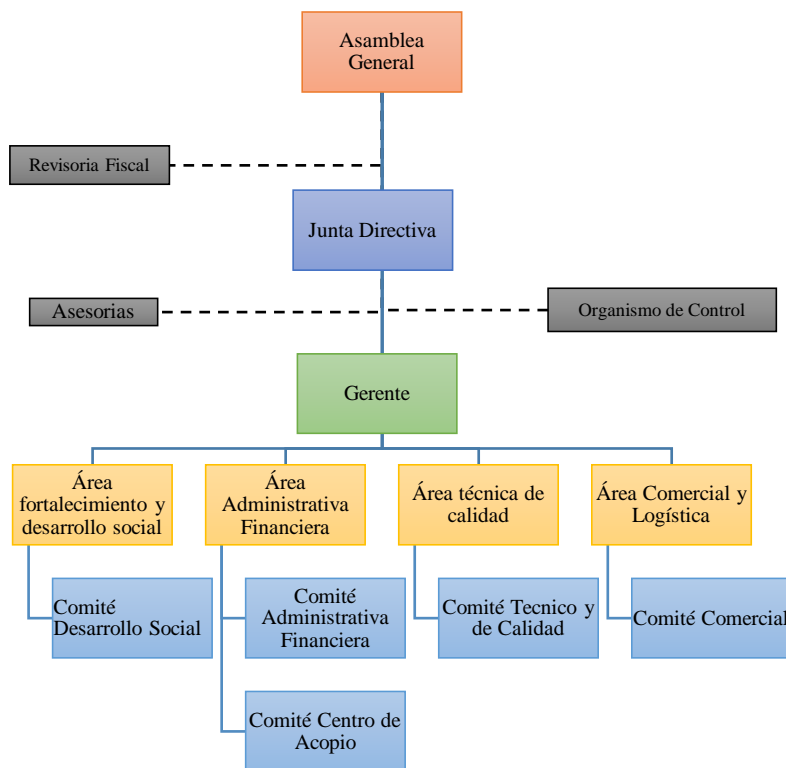 Asamblea
General
Revisoria Fiscal
Junta Directiva
Asesorias
Organismo de Control
Gerente
Área
fortalecimiento y
desarrollo social
Área
Administrativa
Financiera
Área técnica de
calidad
Área Comercial y
Logística
Comité
Desarrollo Social
Comité
Administrativa
Financiera
Comité Tecnico y
de Calidad
Comité Comercial
Comité Centro de
Acopio